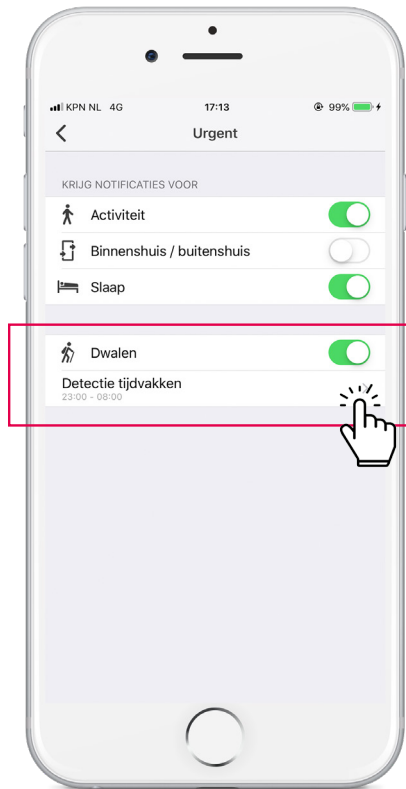 KPN NL 4G 17:13 99%
Urgent
KRIJG NOTIFICATIES VOOR
Activiteit
Binnenshuis / buitenshuis
Slaap
Dwalen
Detectie tijdvakken
23:00 - 08:00